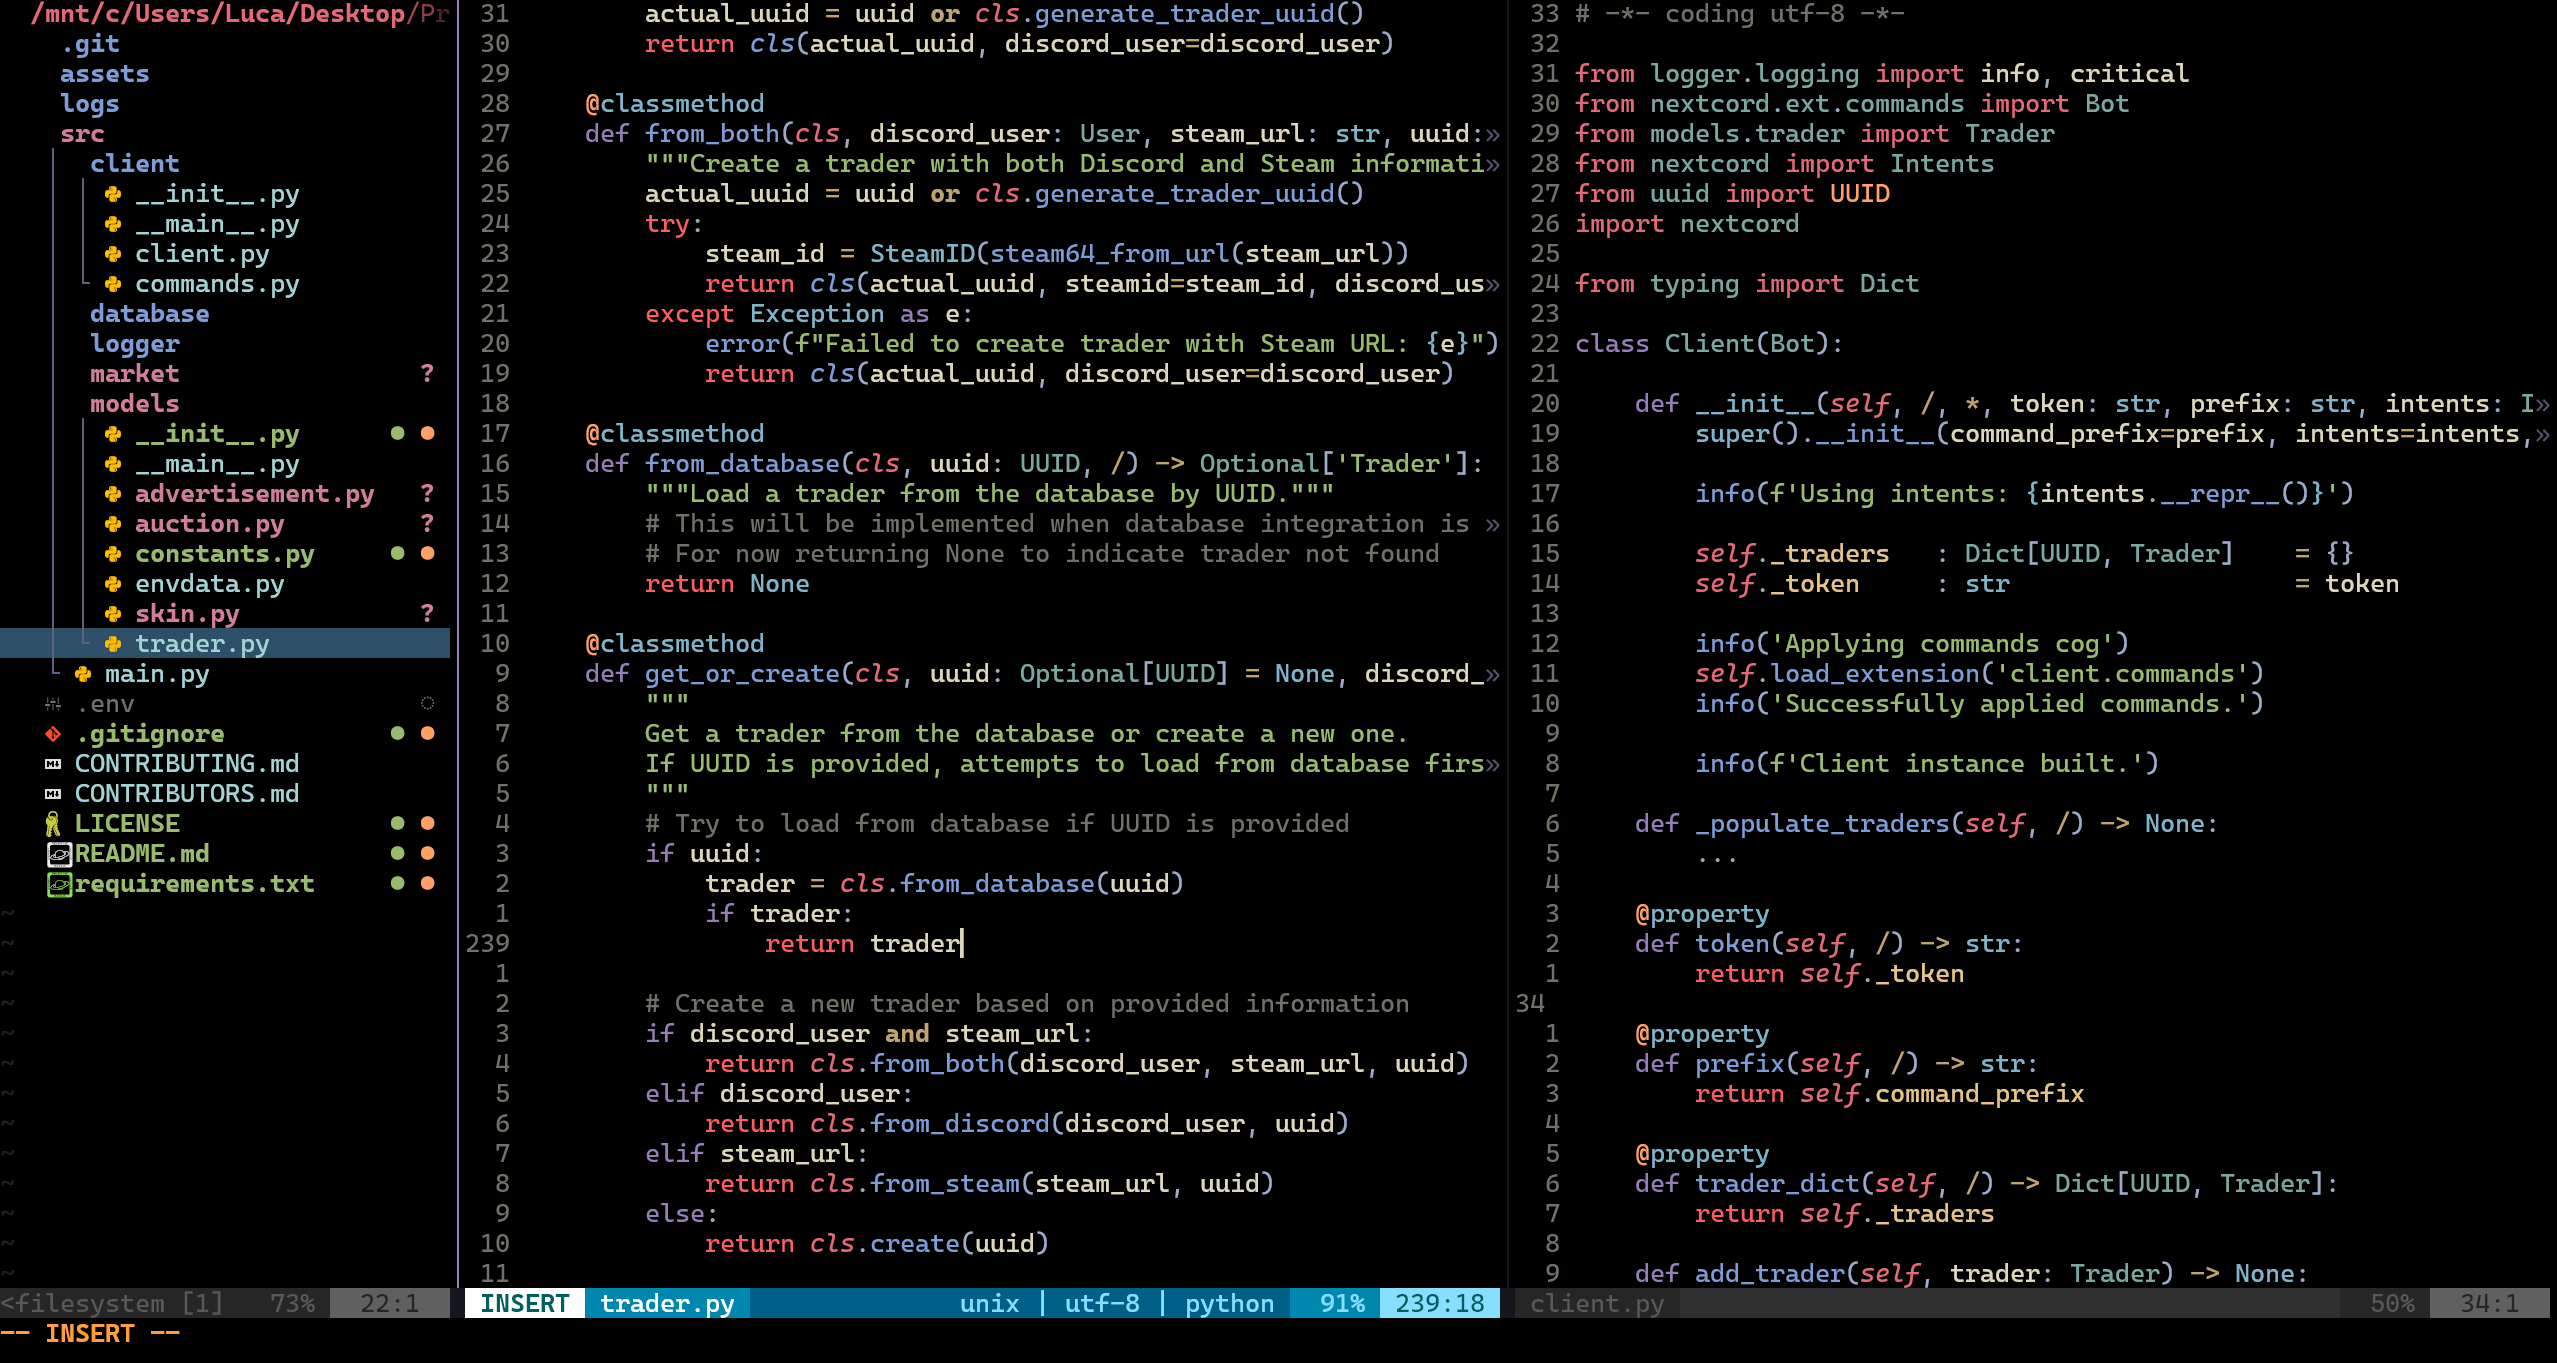 /mnt/c/Users/Luca/Desktop/Pr
.git
assets
logs
src
client
__init__.py
__main__.py
client.py
commands.py
database
logger
market ?
models
__init__.py
__main__.py
advertisement.py ?
auction.py ?
constants.py
envdata.py
skin.py ?
trader.py
main.py
.env
.gitignore
CONTRIBUTING.md
CONTRIBUTORS.md
LICENSE
README.md
requirements.txt
~
~
~
~
~
~
~
~
~
~
~
~
~
<filesystem [1] 73% 22:1
31 actual_uuid = uuid or cls.generate_trader_uuid()
30 return cls(actual_uuid, discord_user=discord_user)
29
28 @classmethod
27 def from_both(cls, discord_user: User, steam_url: str, uuid:»
26 """Create a trader with both Discord and Steam informati»
25 actual_uuid = uuid or cls.generate_trader_uuid()
24 try:
23 steam_id = SteamID(steam64_from_url(steam_url))
22 return cls(actual_uuid, steamid=steam_id, discord_us»
21 except Exception as e:
20 error(f"Failed to create trader with Steam URL: {e}")
19 return cls(actual_uuid, discord_user=discord_user)
18
17 @classmethod
16 def from_database(cls, uuid: UUID, /) -> Optional['Trader']:
15 """Load a trader from the database by UUID."""
14 # This will be implemented when database integration is »
13 # For now returning None to indicate trader not found
12 return None
11
10 @classmethod
9 def get_or_create(cls, uuid: Optional[UUID] = None, discord_»
8 """
7 Get a trader from the database or create a new one.
6 If UUID is provided, attempts to load from database firs»
5 """
4 # Try to load from database if UUID is provided
3 if uuid:
2 trader = cls.from_database(uuid)
1 if trader:
239 return trader
1
2 # Create a new trader based on provided information
3 if discord_user and steam_url:
4 return cls.from_both(discord_user, steam_url, uuid)
5 elif discord_user:
6 return cls.from_discord(discord_user, uuid)
7 elif steam_url:
8 return cls.from_steam(steam_url, uuid)
9 else:
10 return cls.create(uuid)
11
INSERT trader.py unix | utf-8 | python 91% 239:18
33 # -*- coding utf-8 -*-
32
31 from logger.logging import info, critical
30 from nextcord.ext.commands import Bot
29 from models.trader import Trader
28 from nextcord import Intents
27 from uuid import UUID
26 import nextcord
25
24 from typing import Dict
23
22 class Client(Bot):
21
20 def __init__(self, /, *, token: str, prefix: str, intents: I»
19 super().__init__(command_prefix=prefix, intents=intents,»
18
17 info(f'Using intents: {intents.__repr__()}')
16
15 self._traders : Dict[UUID, Trader] = {}
14 self._token : str = token
13
12 info('Applying commands cog')
11 self.load_extension('client.commands')
10 info('Successfully applied commands.')
9
8 info(f'Client instance built.')
7
6 def _populate_traders(self, /) -> None:
5 ...
4
3 @property
2 def token(self, /) -> str:
1 return self._token
34
1 @property
2 def prefix(self, /) -> str:
3 return self.command_prefix
4
5 @property
6 def trader_dict(self, /) -> Dict[UUID, Trader]:
7 return self._traders
8
9 def add_trader(self, trader: Trader) -> None:
client.py 50% 34:1
-- INSERT --